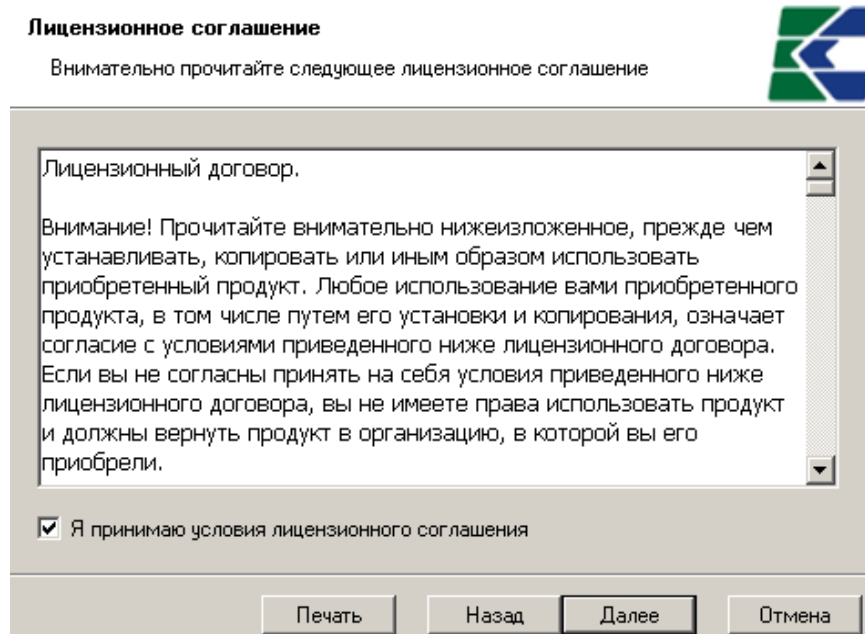 Лицензионное соглашение
Внимательно прочитайте следующее лицензионное соглашение
Лицензионный договор.
Внимание! Прочитайте внимательно нижеизложенное, прежде чем
устанавливать, копировать или иным образом использовать
приобретенный продукт. Любое использование вами приобретенного
продукта, в том числе путем его установки и копирования, означает
согласие с условиями приведенного ниже лицензионного договора.
Если вы не согласны принять на себя условия приведенного ниже
лицензионного договора, вы не имеете права использовать продукт
и должны вернуть продукт в организацию, в которой вы его
приобрели.
Я принимаю условия лицензионного соглашения
Печать Назад Далее Отмена